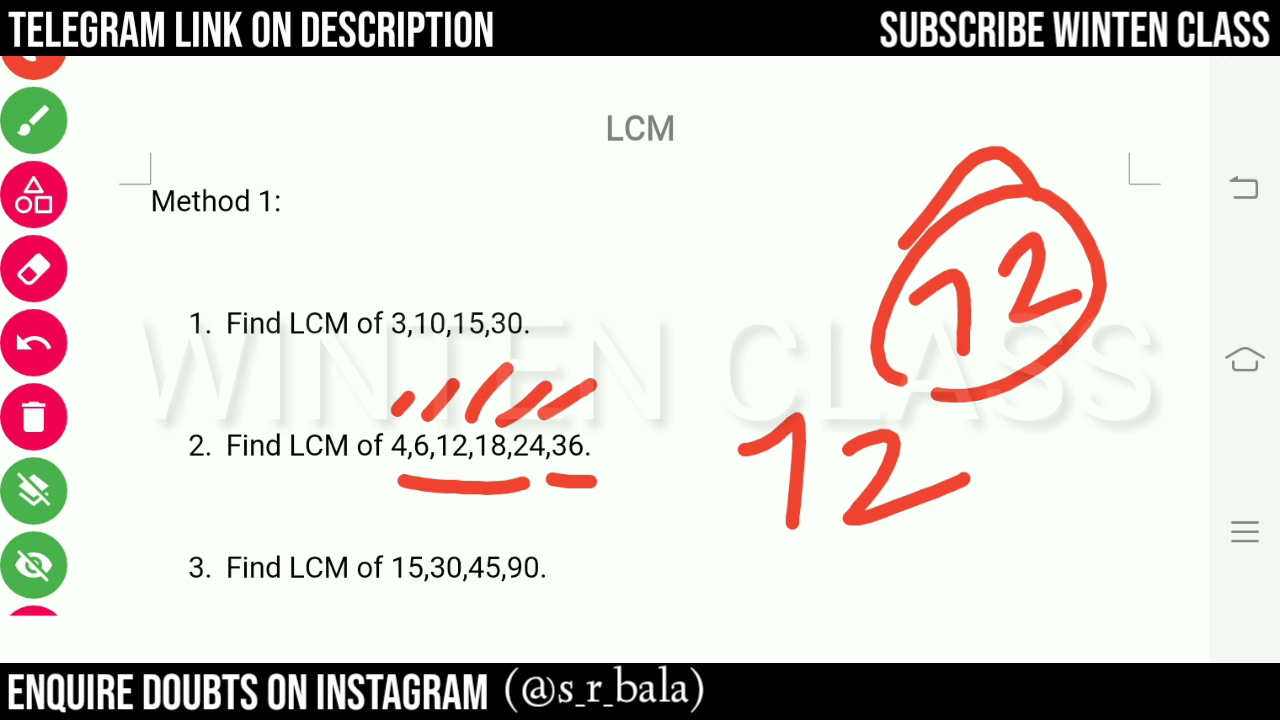 TELEGRAM LINK ON DESCRIPTION
SUBSCRIBE WINTEN CLASS
LCM
Method 1:
72
1. Find LCM of 3,10,15,30.
WINTEN CLASS
2. Find LCM of 4,6,12,18,24,36.
72
3. Find LCM of 15,30,45,90.
ENQUIRE DOUBTS ON INSTAGRAM (@s_r_bala)